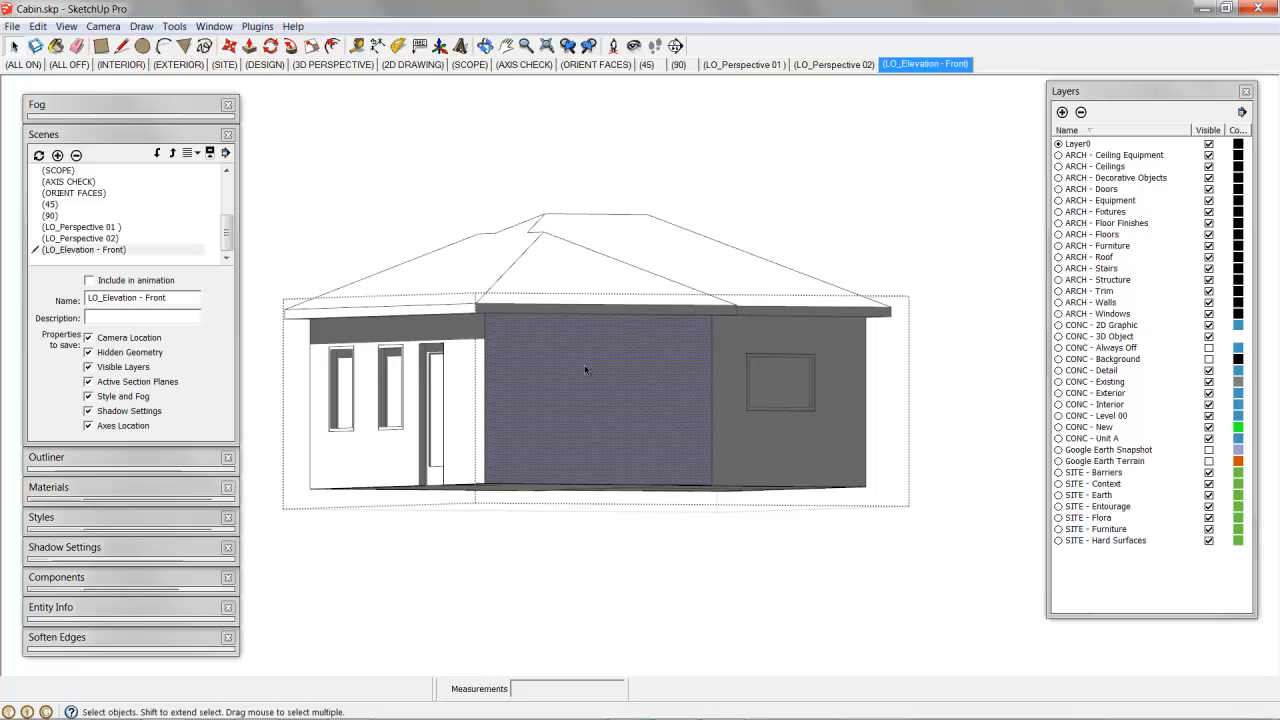 Cabin.skp - SketchUp Pro
File Edit View Camera Draw Tools Window Plugins Help
(ALL ON) (ALL OFF) (INTERIOR) (EXTERIOR) (SITE) (DESIGN) (3D PERSPECTIVE) (2D DRAWING) (SCOPE) (AXIS CHECK) (ORIENT FACES) (45) (90) (LO_Perspective 01 ) (LO_Perspective 02) (LO_Elevation - Front)
Fog
Scenes
(SCOPE)
(AXIS CHECK)
(ORIENT FACES)
(45)
(90)
(LO_Perspective 01 )
(LO_Perspective 02)
(LO_Elevation - Front)
Include in animation
Name: LO_Elevation - Front
Description:
Properties to save:
Camera Location
Hidden Geometry
Visible Layers
Active Section Planes
Style and Fog
Shadow Settings
Axes Location
Outliner
Materials
Styles
Shadow Settings
Components
Entity Info
Soften Edges
Layers
Name Visible Co...
Layer0
ARCH - Ceiling Equipment
ARCH - Ceilings
ARCH - Decorative Objects
ARCH - Doors
ARCH - Equipment
ARCH - Fixtures
ARCH - Floor Finishes
ARCH - Floors
ARCH - Furniture
ARCH - Roof
ARCH - Stairs
ARCH - Structure
ARCH - Trim
ARCH - Walls
ARCH - Windows
CONC - 2D Graphic
CONC - 3D Object
CONC - Always Off
CONC - Background
CONC - Detail
CONC - Existing
CONC - Exterior
CONC - Interior
CONC - Level 00
CONC - New
CONC - Unit A
Google Earth Snapshot
Google Earth Terrain
SITE - Barriers
SITE - Context
SITE - Earth
SITE - Entourage
SITE - Flora
SITE - Furniture
SITE - Hard Surfaces
Measurements
Select objects. Shift to extend select. Drag mouse to select multiple.